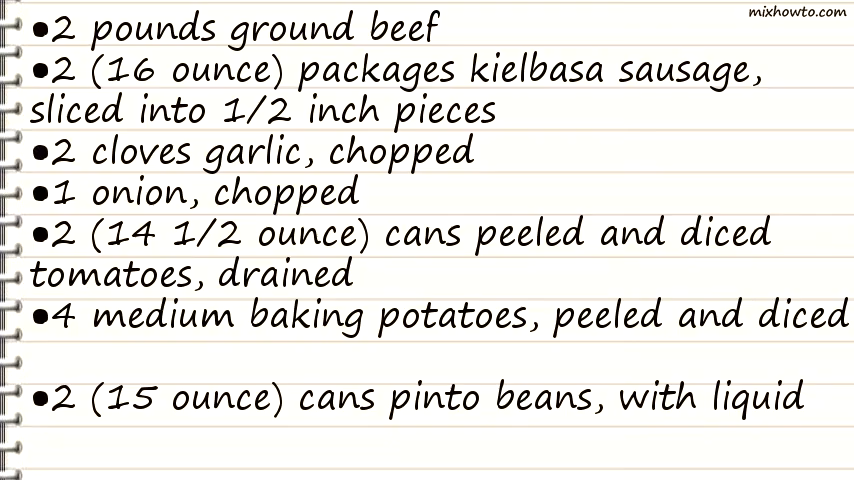 mixhowto.com
•2 pounds ground beef
•2 (16 ounce) packages kielbasa sausage,
sliced into 1/2 inch pieces
•2 cloves garlic, chopped
•1 onion, chopped
•2 (14 1/2 ounce) cans peeled and diced
tomatoes, drained
•4 medium baking potatoes, peeled and diced
•2 (15 ounce) cans pinto beans, with liquid